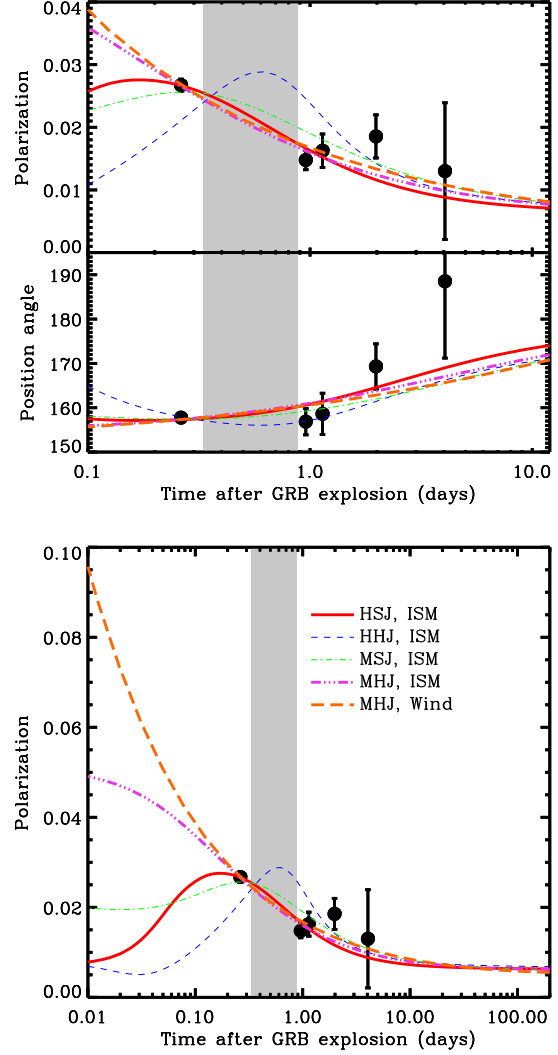 0.04
0.03
0.02
0.01
0.00
Polarization
190
180
170
160
150
Position angle
0.1 1.0 10.0
Time after GRB explosion (days)
0.10
0.08
0.06
0.04
0.02
0.00
Polarization
HSJ, ISM
HHJ, ISM
MSJ, ISM
MHJ, ISM
MHJ, Wind
0.01 0.10 1.00 10.00 100.00
Time after GRB explosion (days)